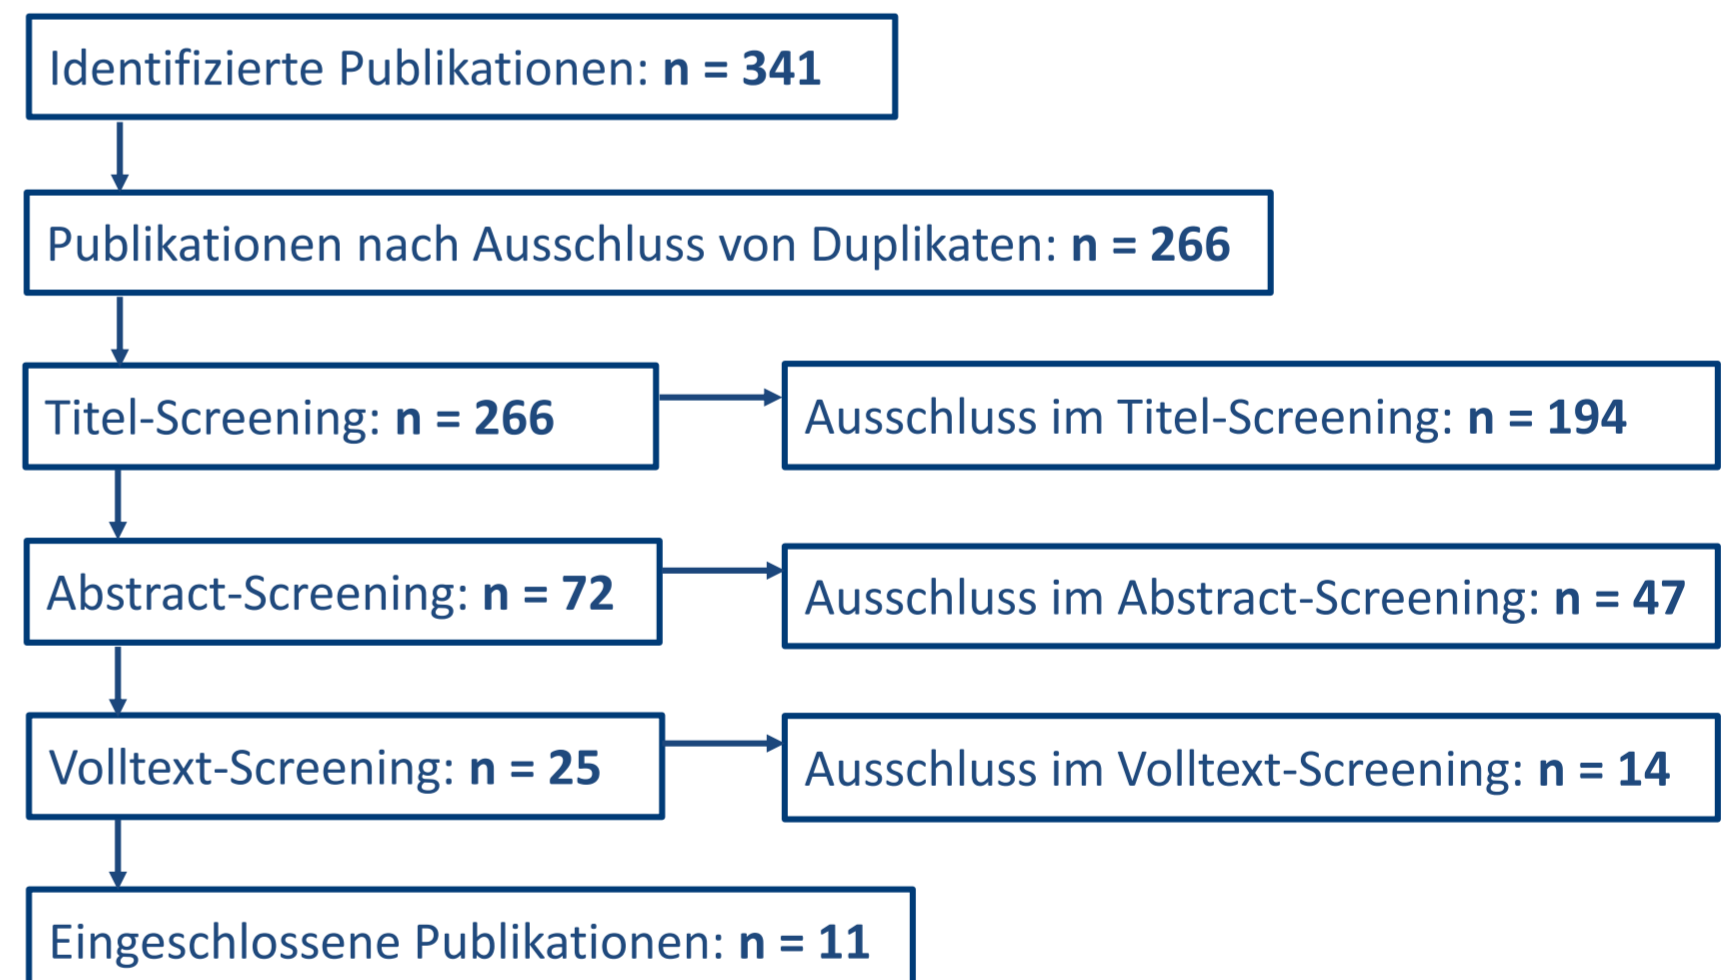 Identifizierte Publikationen: n = 341
Publikationen nach Ausschluss von Duplikaten: n = 266
Titel-Screening: n = 266
Ausschluss im Titel-Screening: n = 194
Abstract-Screening: n = 72
Ausschluss im Abstract-Screening: n = 47
Volltext-Screening: n = 25
Ausschluss im Volltext-Screening: n = 14
Eingeschlossene Publikationen: n = 11